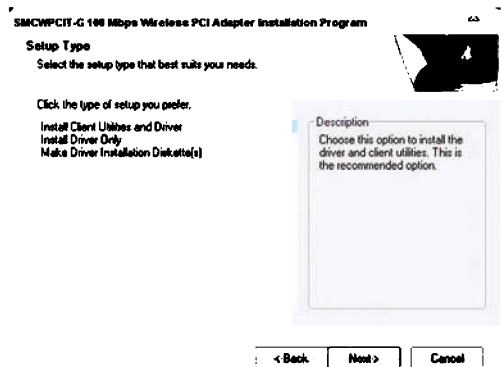 SMCWPCIT-G 108 Mbps Wireless PCI Adapter Installation Program
Setup Type
Select the setup type that best suits your needs.
Click the type of setup you prefer.
Install Client Utilities and Driver
Install Driver Only
Make Driver Installation Diskette(s)
Description
Choose this option to install the
driver and client utilities. This is
the recommended option.
< Back
Next >
Cancel